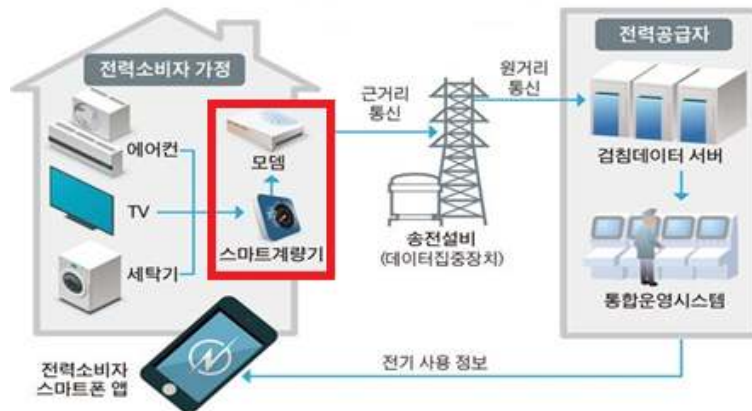 전력소비자 가정
에어컨
TV
세탁기
모뎀
스마트계량기
근거리
통신
송전설비
(데이터집중장치)
원거리
통신
전력공급자
검침데이터 서버
통합운영시스템
전기 사용 정보
전력소비자
스마트폰 앱